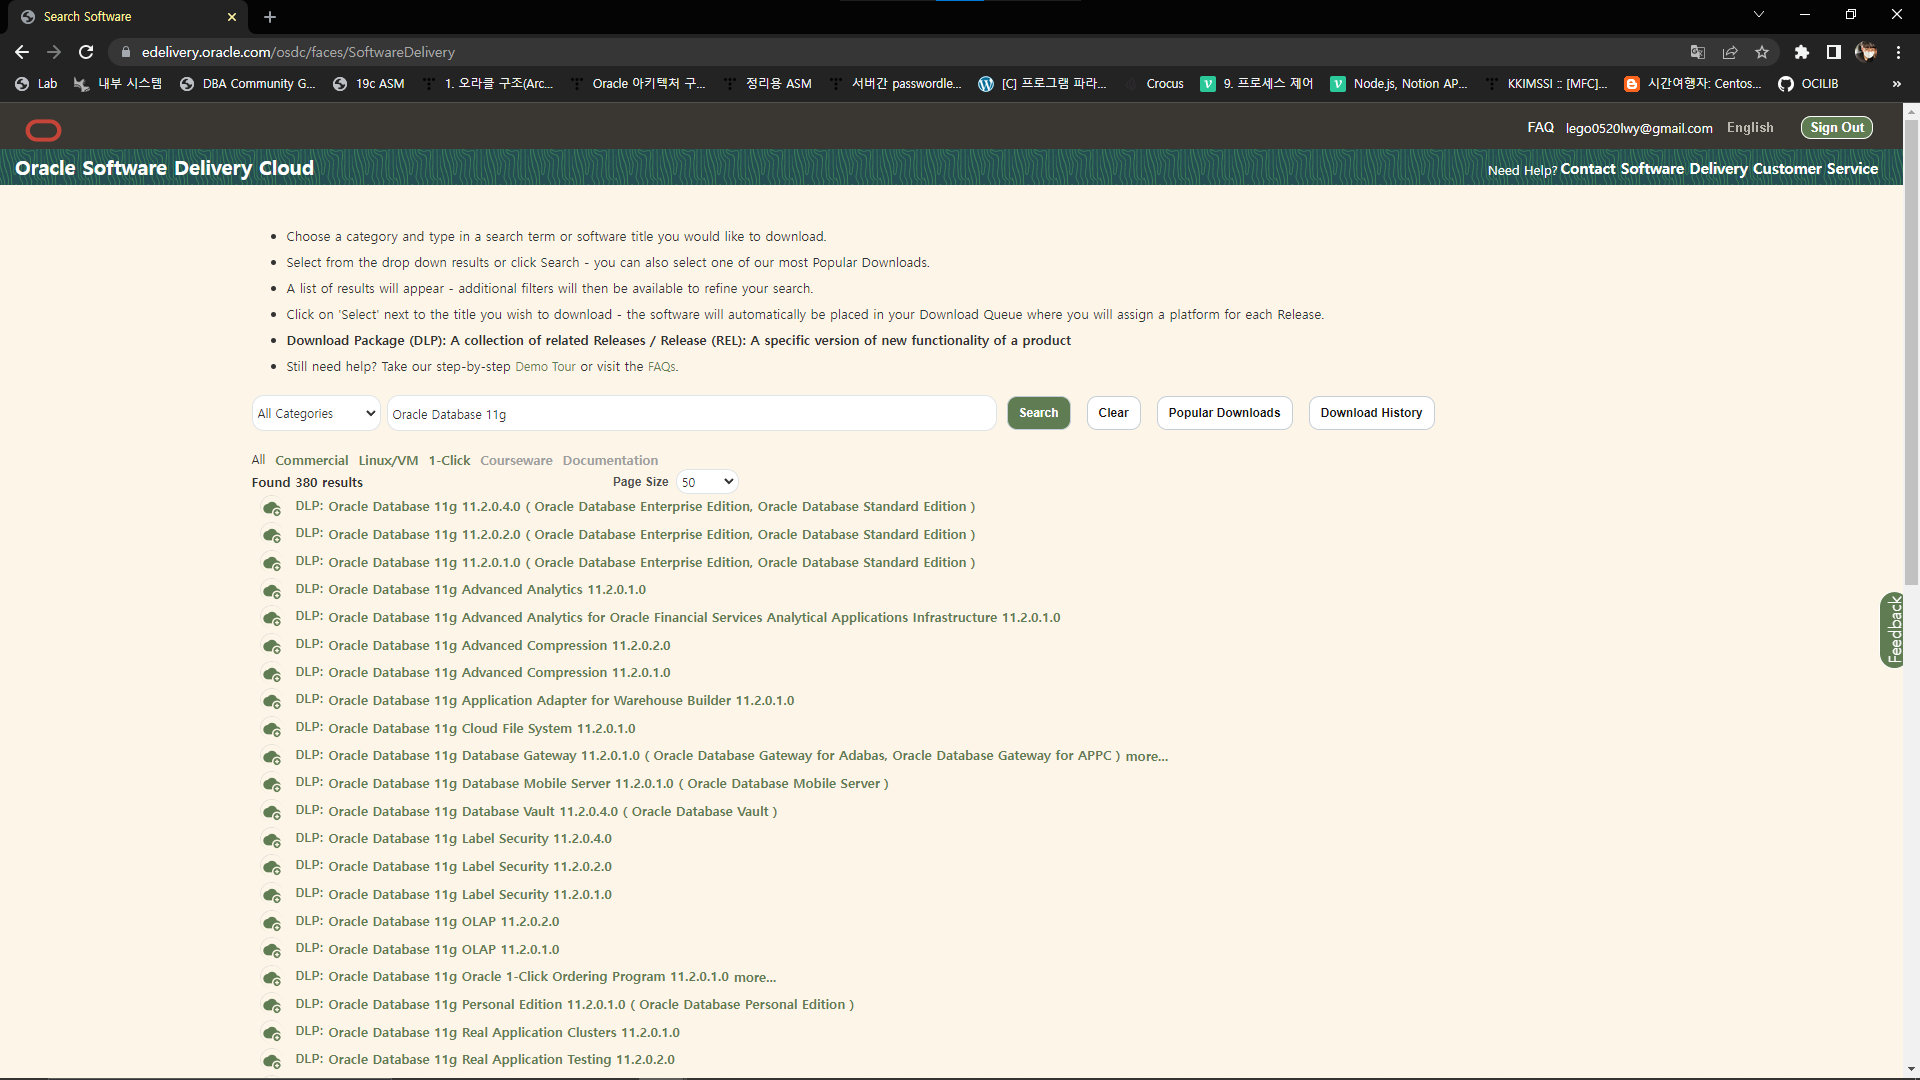 Search Software
edelivery.oracle.com/osdc/faces/SoftwareDelivery
Lab 내부 시스템 DBA Community G... 19c ASM 1. 오라클 구조(Arc... Oracle 아키텍처 구... 정리용 ASM 서버간 passwordle... [C] 프로그램 파라... Crocus 9. 프로세스 제어 Node.js, Notion AP... KKIMSSI :: [MFC]... 시간여행자: Centos... OCILIB »
FAQ lego0520lwy@gmail.com English Sign Out
Oracle Software Delivery Cloud Need Help? Contact Software Delivery Customer Service
• Choose a category and type in a search term or software title you would like to download.
• Select from the drop down results or click Search - you can also select one of our most Popular Downloads.
• A list of results will appear - additional filters will then be available to refine your search.
• Click on 'Select' next to the title you wish to download - the software will automatically be placed in your Download Queue where you will assign a platform for each Release.
• Download Package (DLP): A collection of related Releases / Release (REL): A specific version of new functionality of a product
• Still need help? Take our step-by-step Demo Tour or visit the FAQs.
All Categories Oracle Database 11g Search Clear Popular Downloads Download History
All Commercial Linux/VM 1-Click Courseware Documentation
Found 380 results Page Size 50
DLP: Oracle Database 11g 11.2.0.4.0 ( Oracle Database Enterprise Edition, Oracle Database Standard Edition )
DLP: Oracle Database 11g 11.2.0.2.0 ( Oracle Database Enterprise Edition, Oracle Database Standard Edition )
DLP: Oracle Database 11g 11.2.0.1.0 ( Oracle Database Enterprise Edition, Oracle Database Standard Edition )
DLP: Oracle Database 11g Advanced Analytics 11.2.0.1.0
DLP: Oracle Database 11g Advanced Analytics for Oracle Financial Services Analytical Applications Infrastructure 11.2.0.1.0
DLP: Oracle Database 11g Advanced Compression 11.2.0.2.0
DLP: Oracle Database 11g Advanced Compression 11.2.0.1.0
DLP: Oracle Database 11g Application Adapter for Warehouse Builder 11.2.0.1.0
DLP: Oracle Database 11g Cloud File System 11.2.0.1.0
DLP: Oracle Database 11g Database Gateway 11.2.0.1.0 ( Oracle Database Gateway for Adabas, Oracle Database Gateway for APPC ) more...
DLP: Oracle Database 11g Database Mobile Server 11.2.0.1.0 ( Oracle Database Mobile Server )
DLP: Oracle Database 11g Database Vault 11.2.0.4.0 ( Oracle Database Vault )
DLP: Oracle Database 11g Label Security 11.2.0.4.0
DLP: Oracle Database 11g Label Security 11.2.0.2.0
DLP: Oracle Database 11g Label Security 11.2.0.1.0
DLP: Oracle Database 11g OLAP 11.2.0.2.0
DLP: Oracle Database 11g OLAP 11.2.0.1.0
DLP: Oracle Database 11g Oracle 1-Click Ordering Program 11.2.0.1.0 more...
DLP: Oracle Database 11g Personal Edition 11.2.0.1.0 ( Oracle Database Personal Edition )
DLP: Oracle Database 11g Real Application Clusters 11.2.0.1.0
DLP: Oracle Database 11g Real Application Testing 11.2.0.2.0
Feedback